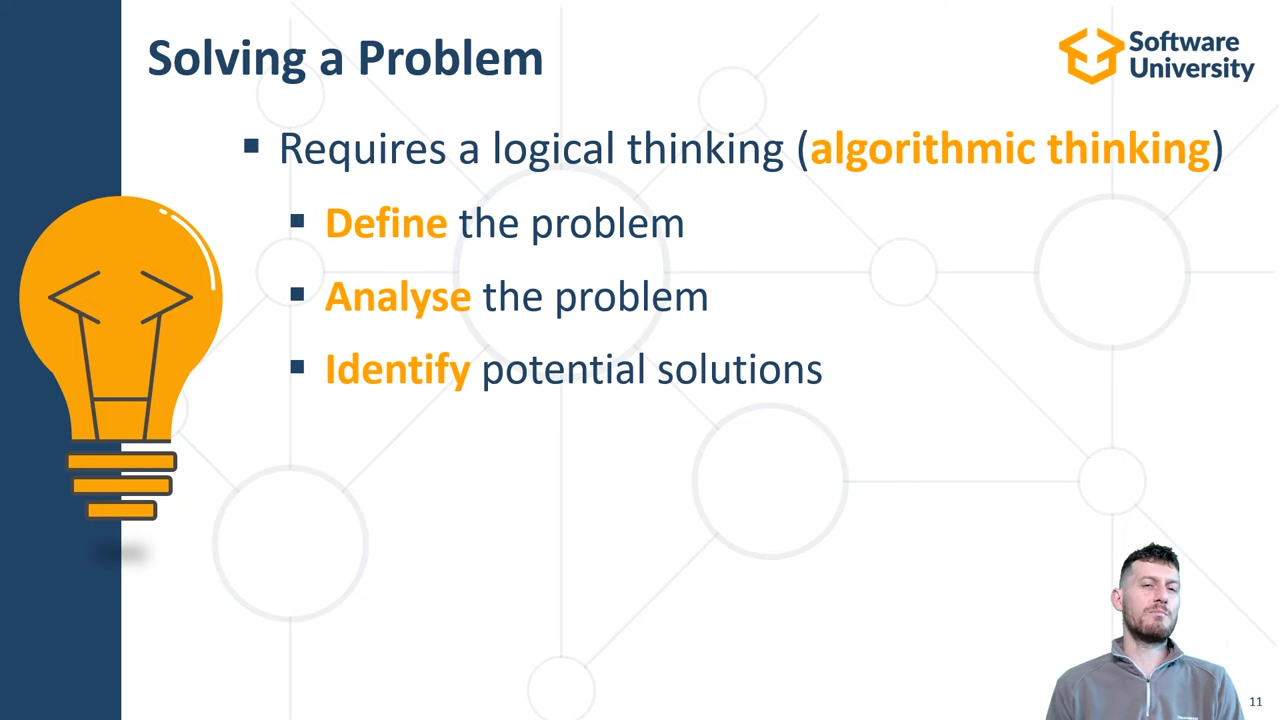 Solving a Problem
Software
University
▪ Requires a logical thinking (algorithmic thinking)
▪ Define the problem
▪ Analyse the problem
▪ Identify potential solutions
11